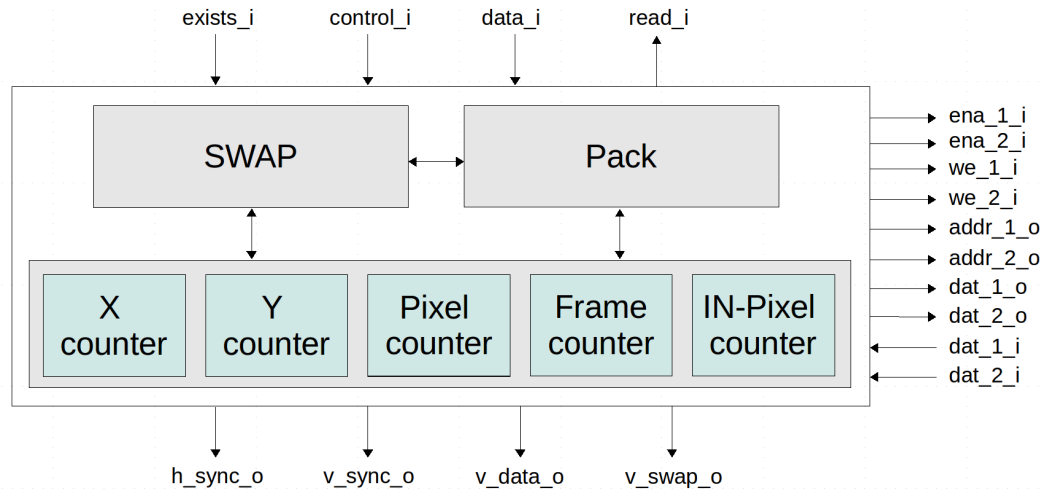 exists_i
control_i
data_i
read_i
SWAP
Pack
X
counter
Y
counter
Pixel
counter
Frame
counter
IN-Pixel
counter
ena_1_i
ena_2_i
we_1_i
we_2_i
addr_1_o
addr_2_o
dat_1_o
dat_2_o
dat_1_i
dat_2_i
h_sync_o
v_sync_o
v_data_o
v_swap_o